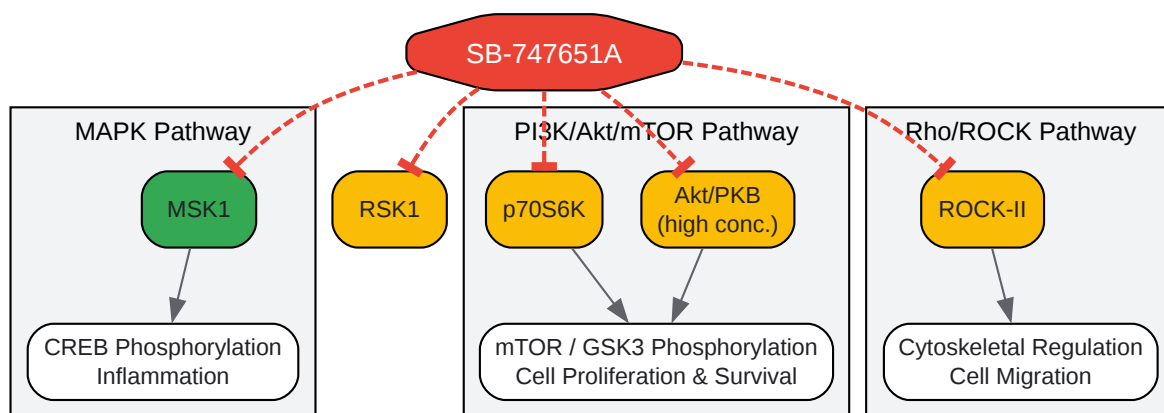 SB-747651A
MAPK Pathway
PI3K/Akt/mTOR Pathway
Rho/ROCK Pathway
MSK1
RSK1
p70S6K
Akt/PKB
(high conc.)
ROCK-II
CREB Phosphorylation
Inflammation
mTOR / GSK3 Phosphorylation
Cell Proliferation & Survival
Cytoskeletal Regulation
Cell Migration